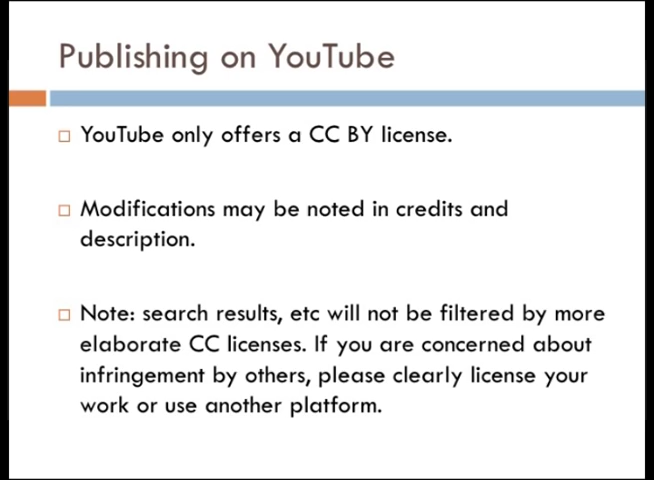 Publishing on YouTube
YouTube only offers a CC BY license.
Modifications may be noted in credits and
description.
Note: search results, etc will not be filtered by more
elaborate CC licenses. If you are concerned about
infringement by others, please clearly license your
work or use another platform.